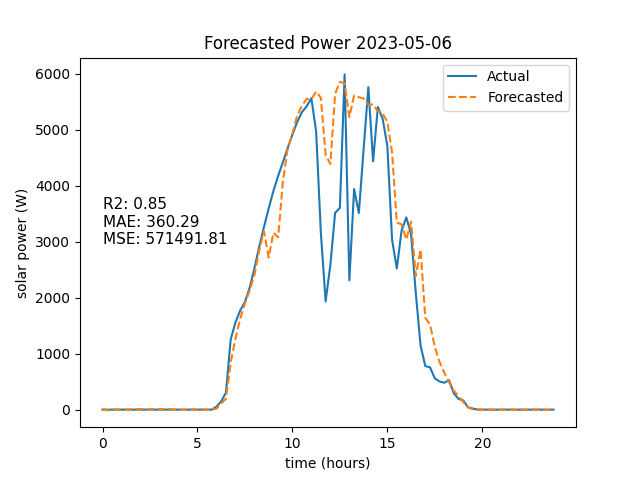 Forecasted Power 2023-05-06
Actual
Forecasted
6000
5000
4000
3000
2000
1000
0
solar power (W)
R2: 0.85
MAE: 360.29
MSE: 571491.81
0 5 10 15 20
time (hours)